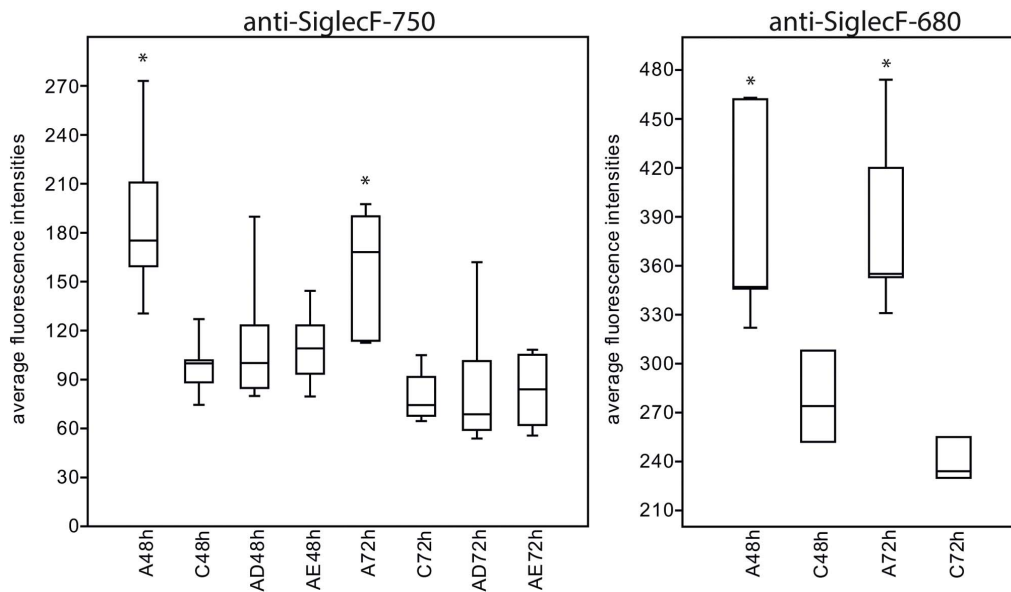 anti-SiglecF-750
average fluorescence intensities
270
240
210
180
150
120
90
60
30
0
*
*
A48h
C48h
AD48h
AE48h
A72h
C72h
AD72h
AE72h
anti-SiglecF-680
average fluorescence intensities
480
450
420
390
360
330
300
270
240
210
*
*
A48h
C48h
A72h
C72h